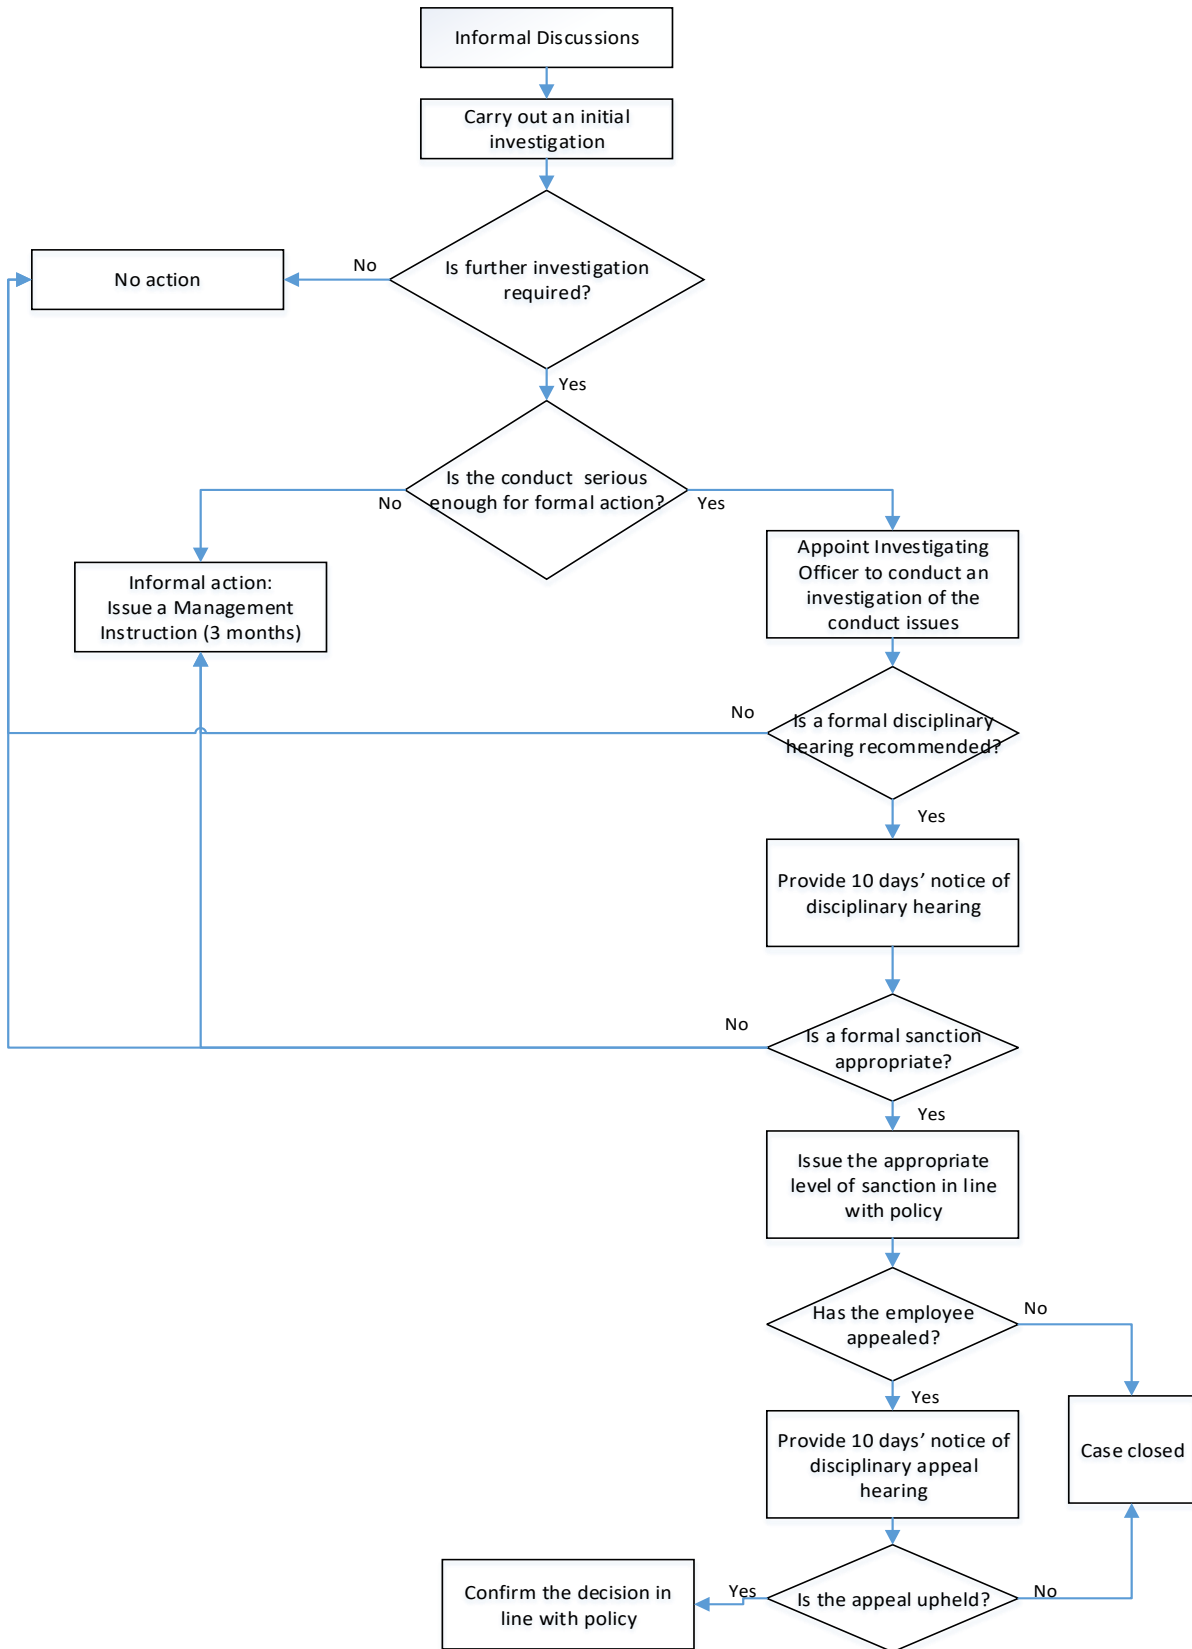 Informal Discussions
Carry out an initial
investigation
No
Is further investigation
required?
No action
Yes
Is the conduct  serious
enough for formal action?
No
Yes
Informal action:
Issue a Management
Instruction (3 months)
Appoint Investigating
Officer to conduct an
investigation of the
conduct issues
No
Is a formal disciplinary
hearing recommended?
Yes
Provide 10 days’ notice of
disciplinary hearing
No
Is a formal sanction
appropriate?
Yes
Issue the appropriate
level of sanction in line
with policy
Has the employee
appealed?
No
Yes
Provide 10 days’ notice of
disciplinary appeal
hearing
Case closed
Is the appeal upheld?
Yes
No
Confirm the decision in
line with policy